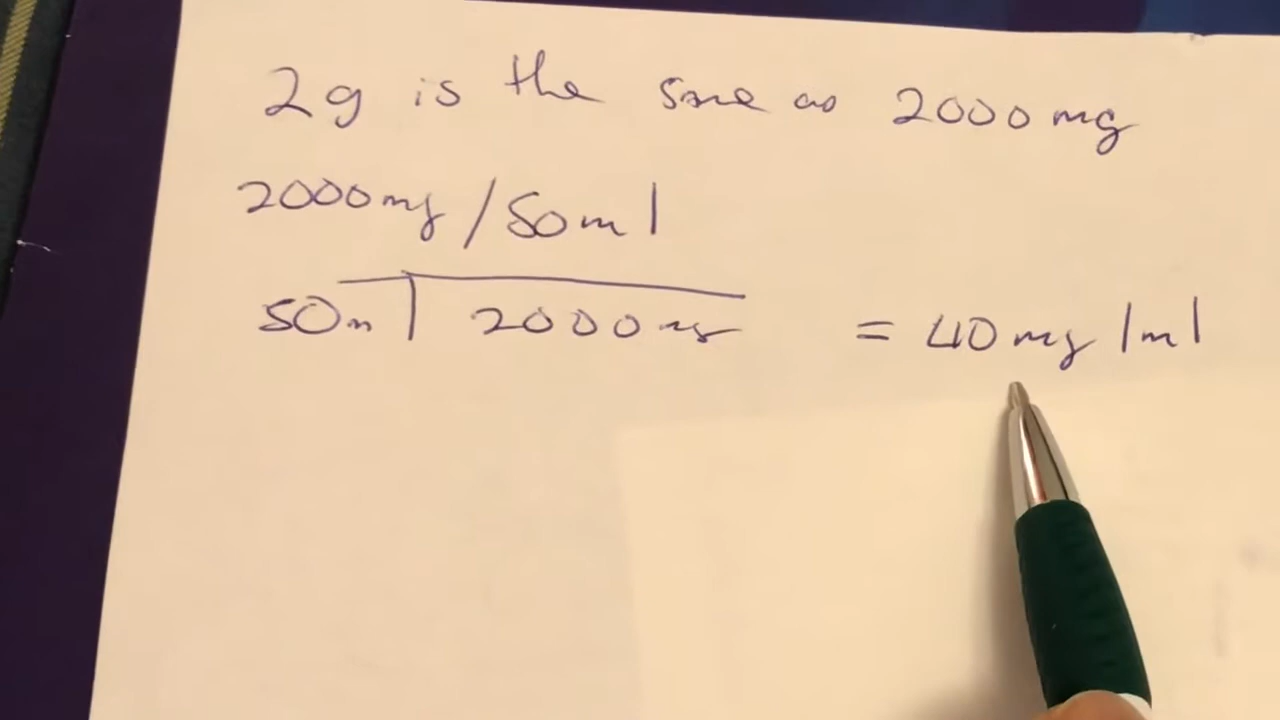 2g is the same as 2000mg
2000mg/50ml
50m 2000mg = 40mg/ml